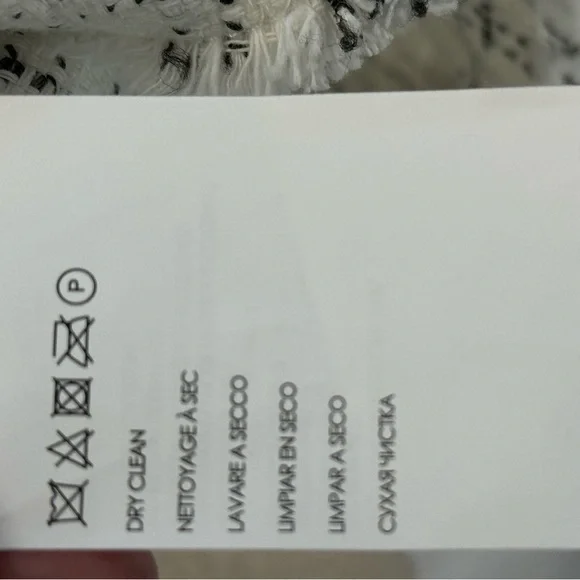 P
DRY CLEAN
NETTOYAGE À SEC
LAVARE A SECCO
LIMPIAR EN SECO
LIMPAR A SECO
СУХАЯ ЧИСТКА